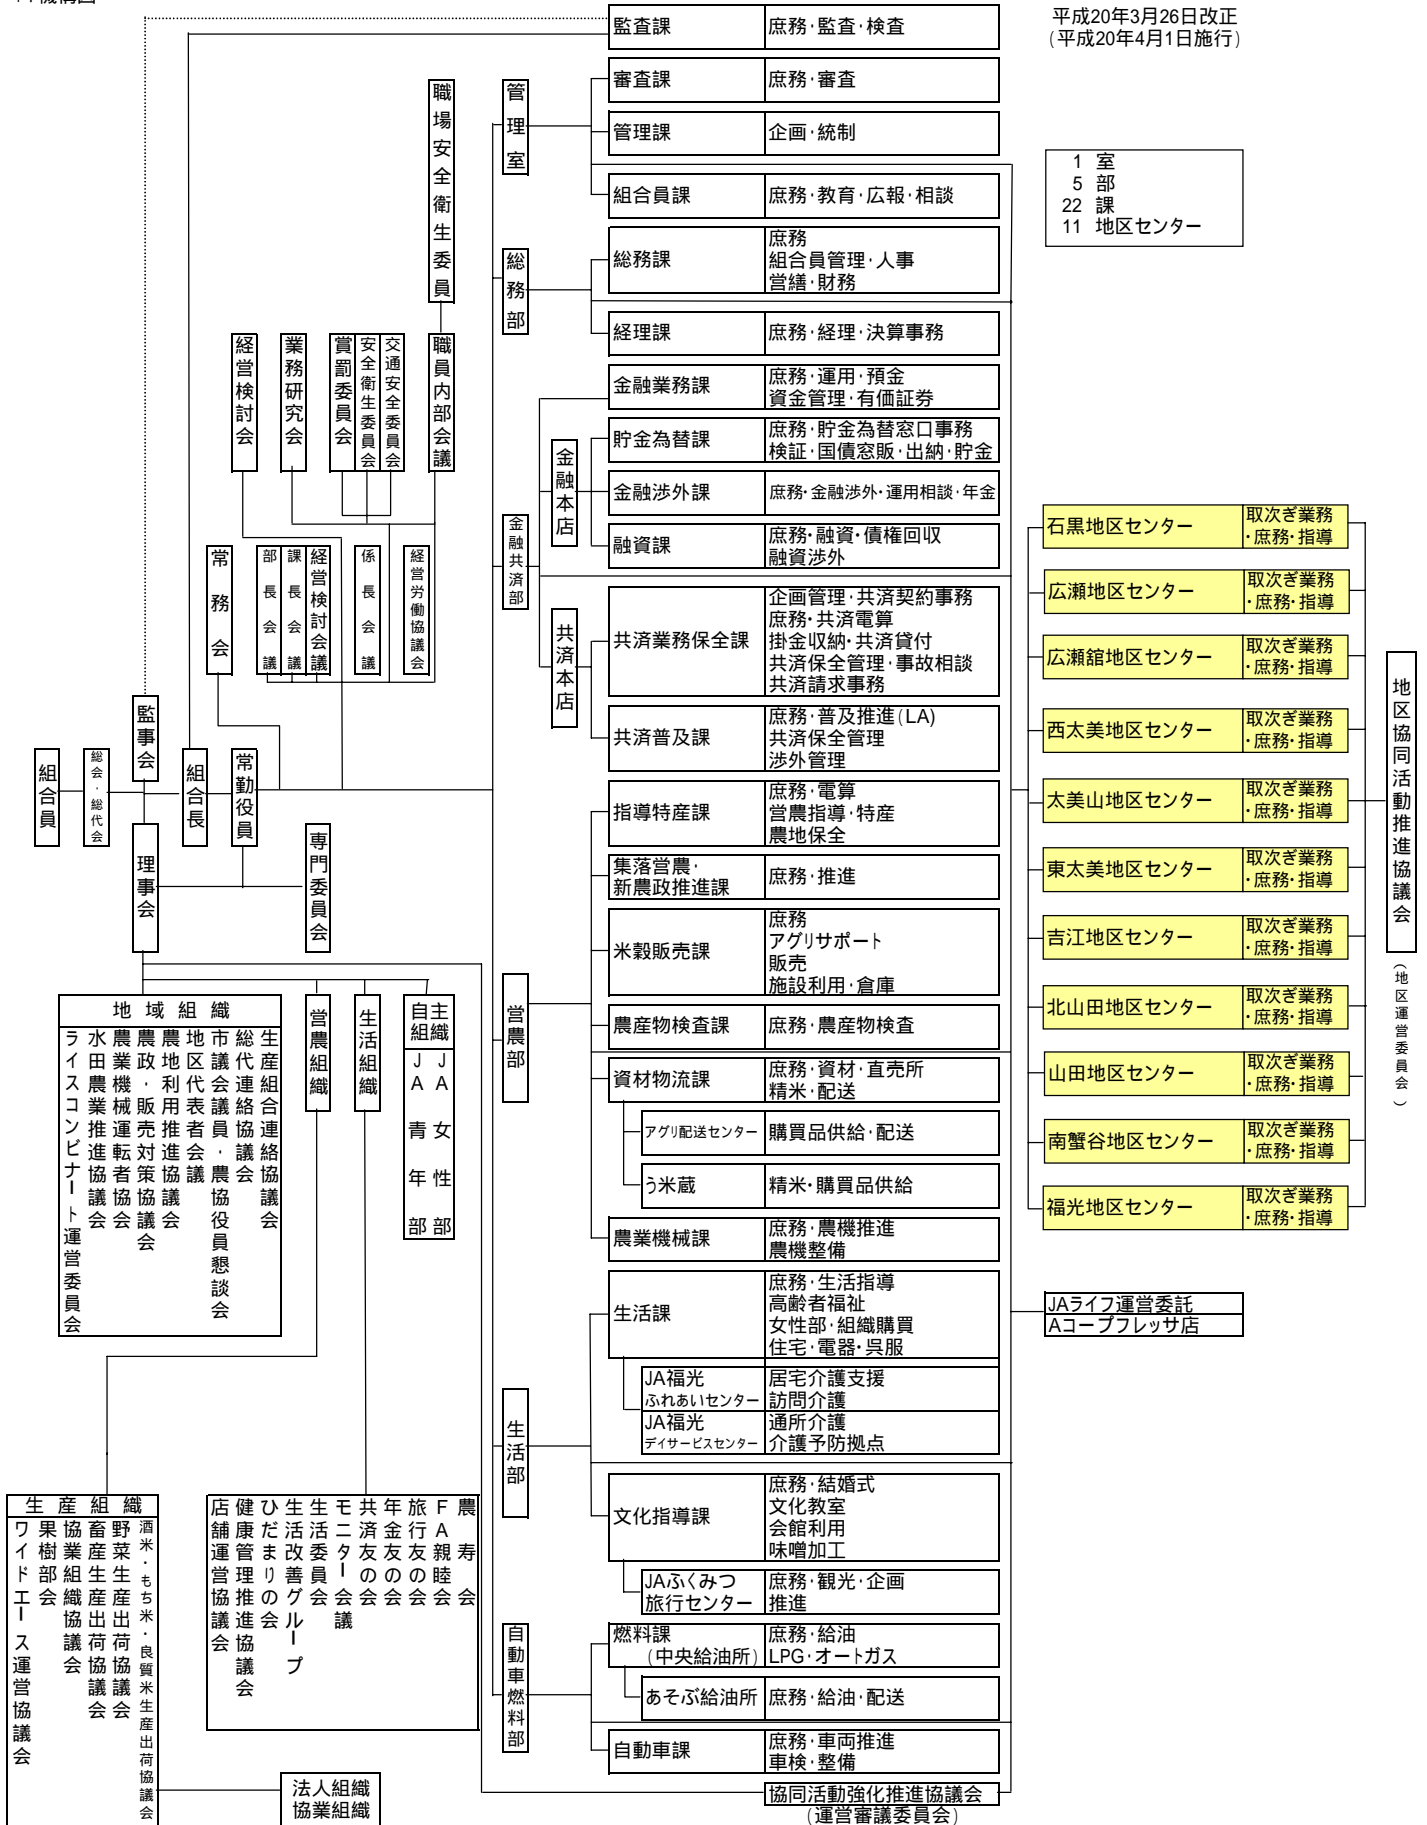 平成20年3月26日改正
(平成20年4月1日施行)
監査課 庶務・監査・検査
管理室
審査課 庶務・審査
管理課 企画・統制
組合員課 庶務・教育・広報・相談
1 室
5 部
22 課
11 地区センター
総務部
総務課 庶務
組合員管理・人事
営繕・財務
経理課 庶務・経理・決算事務
職場安全衛生委員
経営検討会
業務研究会
賞罰委員会
安全衛生委員会
交通安全委員会
職員内部会議
常務会
部長会議
課長会議
経営検討会議
係長会議
経営労働協議会
金融共済部
金融業務課 庶務・運用・預金
資金管理・有価証券
金融本店
貯金為替課 庶務・貯金為替窓口事務
検証・国債窓販・出納・貯金
金融渉外課 庶務・金融渉外・運用相談・年金
融資課 庶務・融資・債権回収
融資渉外
共済本店
共済業務保全課 企画管理・共済契約事務
庶務・共済電算
掛金収納・共済貸付
共済保全管理・事故相談
共済請求事務
共済普及課 庶務・普及推進(LA)
共済保全管理
渉外管理
組合員
総会・総代会
監事会
理事会
組合長
常勤役員
専門委員会
営農部
指導特産課 庶務・電算
営農指導・特産
農地保全
集落営農・
新農政推進課 庶務・推進
米穀販売課 庶務
アグリサポート
販売
施設利用・倉庫
農産物検査課 庶務・農産物検査
資材物流課 庶務・資材・直売所
精米・配送
アグリ配送センター 購買品供給・配送
う米蔵 精米・購買品供給
農業機械課 庶務・農機推進
農機整備
生活部
生活課 庶務・生活指導
高齢者福祉
女性部・組織購買
住宅・電器・呉服
JA福光
ふれあいセンター 居宅介護支援
訪問介護
JA福光
デイサービスセンター 通所介護
介護予防拠点
文化指導課 庶務・結婚式
文化教室
会館利用
味噌加工
JAふくみつ
旅行センター 庶務・観光・企画
推進
自動車燃料部
燃料課
(中央給油所) 庶務・給油
LPG・オートガス
あそぶ給油所 庶務・給油・配送
自動車課 庶務・車両推進
車検・整備
協同活動強化推進協議会
(運営審議委員会)
石黒地区センター 取次ぎ業務
・庶務・指導
広瀬地区センター 取次ぎ業務
・庶務・指導
広瀬舘地区センター 取次ぎ業務
・庶務・指導
西太美地区センター 取次ぎ業務
・庶務・指導
太美山地区センター 取次ぎ業務
・庶務・指導
東太美地区センター 取次ぎ業務
・庶務・指導
吉江地区センター 取次ぎ業務
・庶務・指導
北山田地区センター 取次ぎ業務
・庶務・指導
山田地区センター 取次ぎ業務
・庶務・指導
南蟹谷地区センター 取次ぎ業務
・庶務・指導
福光地区センター 取次ぎ業務
・庶務・指導
地区協同活動推進協議会
(地区運営委員会)
JAライフ運営委託
Aコープフレッサ店
地域組織
生産組合連絡協議会
総代連絡協議会
市議会議員・農協役員懇談会
地区代表者会議
農地利用推進協議会
農政・販売対策協議会
農業機械運転者協会
水田農業推進協議会
ライスコンビナート運営委員会
営農組織
生活組織
自主組織
JA女性部
JA青年部
生産組織
酒米・もち米・良質米生産出荷協議会
野菜生産出荷協議会
畜産生産出荷協議会
協業組織協議会
果樹部会
ワイドエース運営協議会
農寿会
FA親睦会
旅行友の会
年金友の会
共済友の会
モニター会議
生活委員会
生活改善グループ
ひだまりの会
健康管理推進協議会
店舗運営協議会
法人組織
協業組織